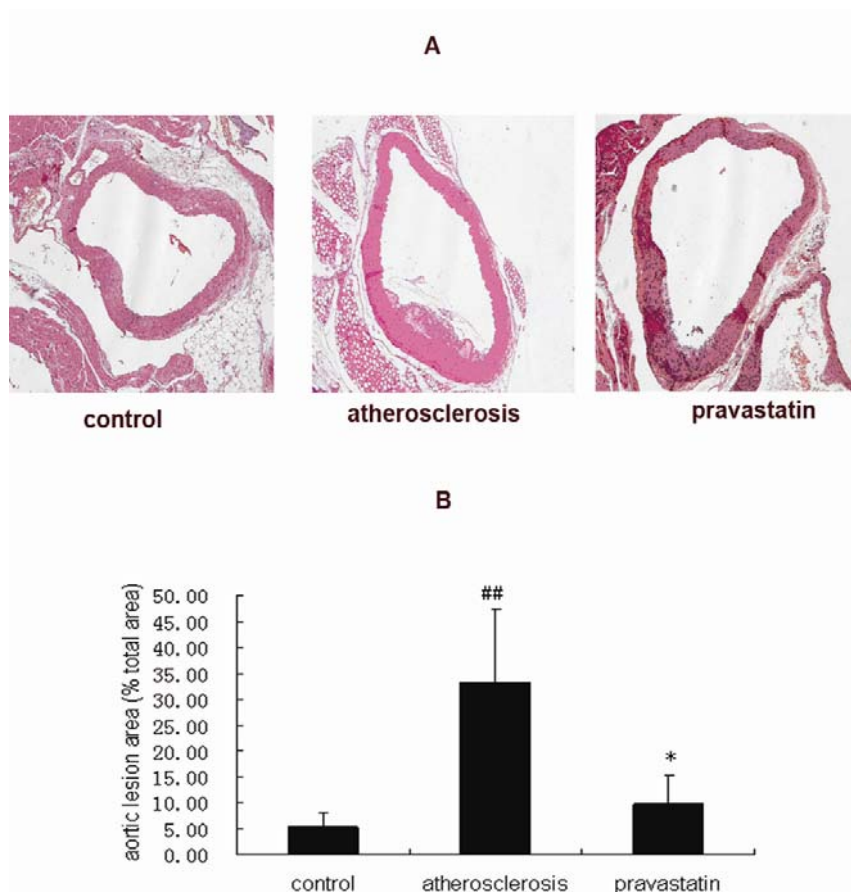 A
control atherosclerosis pravastatin
B
aortic lesion area (% total area)
50.00
45.00
40.00
35.00
30.00
25.00
20.00
15.00
10.00
5.00
0.00
##
*
control atherosclerosis pravastatin